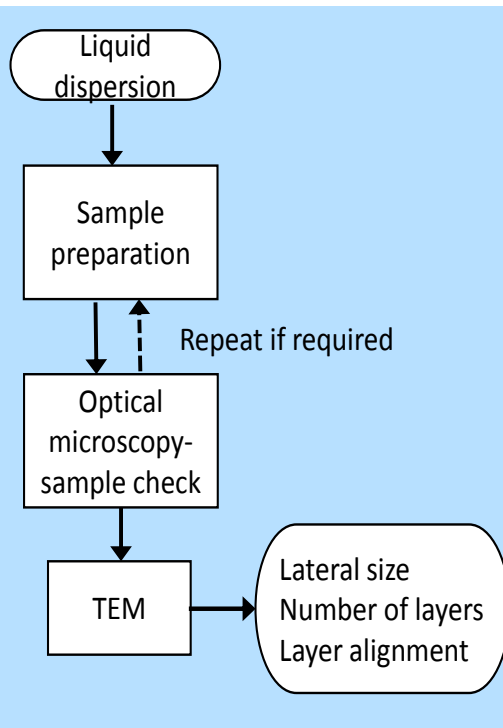 Liquid
dispersion
Sample
preparation
Repeat if required
Optical
microscopy-
sample check
TEM
Lateral size
Number of layers
Layer alignment